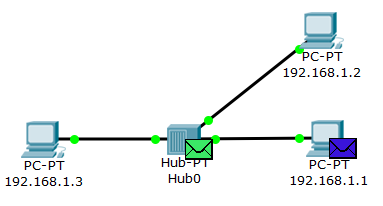 PC-PT
192.168.1.2
Hub-PT
Hub0
PC-PT
192.168.1.3
PC-PT
192.168.1.1